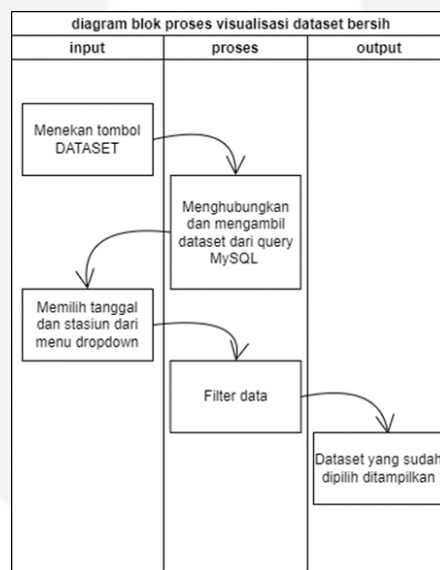 diagram blok proses visualisasi dataset bersih
input
proses
output
Menekan tombol
DATASET
Menghubungkan
dan mengambil
dataset dari query
MySQL
Memilih tanggal
dan stasiun dari
menu dropdown
Filter data
Dataset yang sudah
dipilih ditampilkan